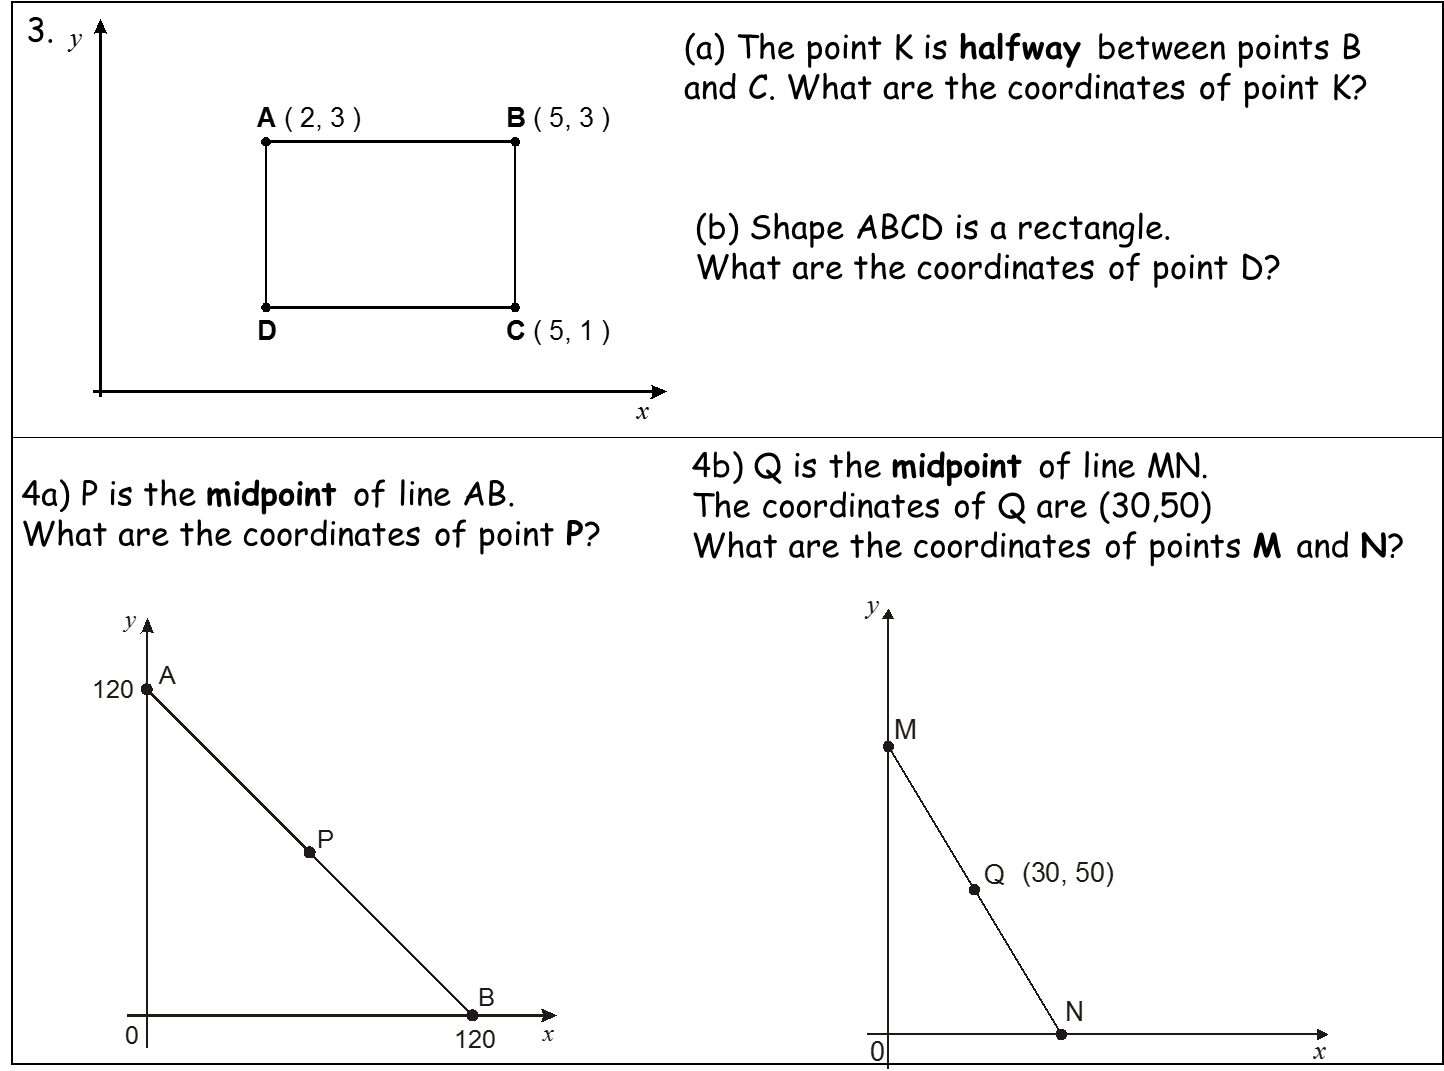 3.
y
A ( 2, 3 )
B ( 5, 3 )
D
C ( 5, 1 )
x
(a) The point K is halfway between points B
and C. What are the coordinates of point K?
(b) Shape ABCD is a rectangle.
What are the coordinates of point D?
4a) P is the midpoint of line AB.
What are the coordinates of point P?
y
120
A
P
B
0
120
x
4b) Q is the midpoint of line MN.
The coordinates of Q are (30,50)
What are the coordinates of points M and N?
y
M
Q (30, 50)
N
0
x